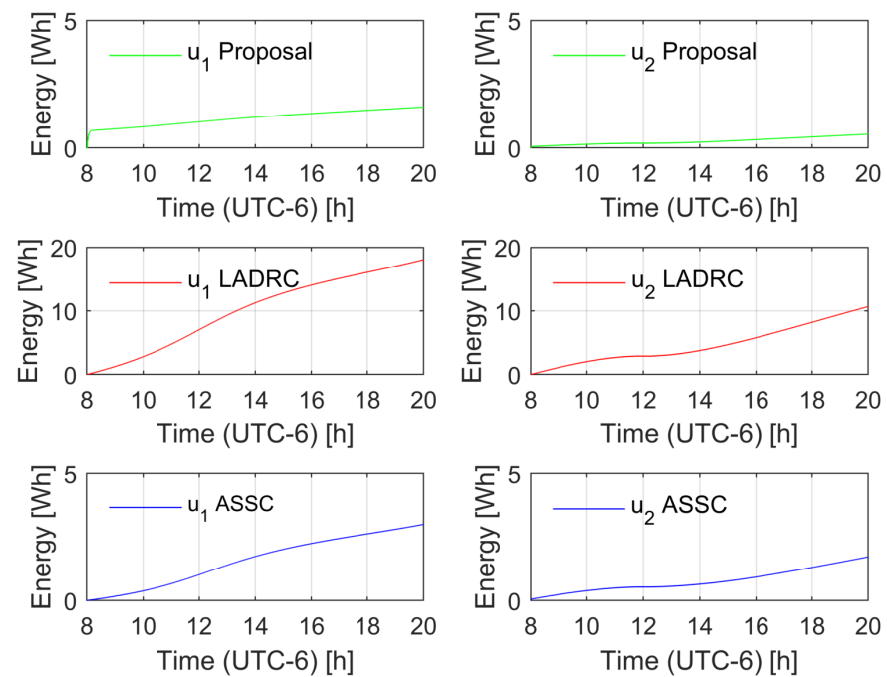 5
0
Energy [Wh]
u1 Proposal
8 10 12 14 16 18 20
Time (UTC-6) [h]
5
0
Energy [Wh]
u2 Proposal
8 10 12 14 16 18 20
Time (UTC-6) [h]
20
10
0
Energy [Wh]
u1 LADRC
8 10 12 14 16 18 20
Time (UTC-6) [h]
20
10
0
Energy [Wh]
u2 LADRC
8 10 12 14 16 18 20
Time (UTC-6) [h]
5
0
Energy [Wh]
u1 ASSC
8 10 12 14 16 18 20
Time (UTC-6) [h]
5
0
Energy [Wh]
u2 ASSC
8 10 12 14 16 18 20
Time (UTC-6) [h]